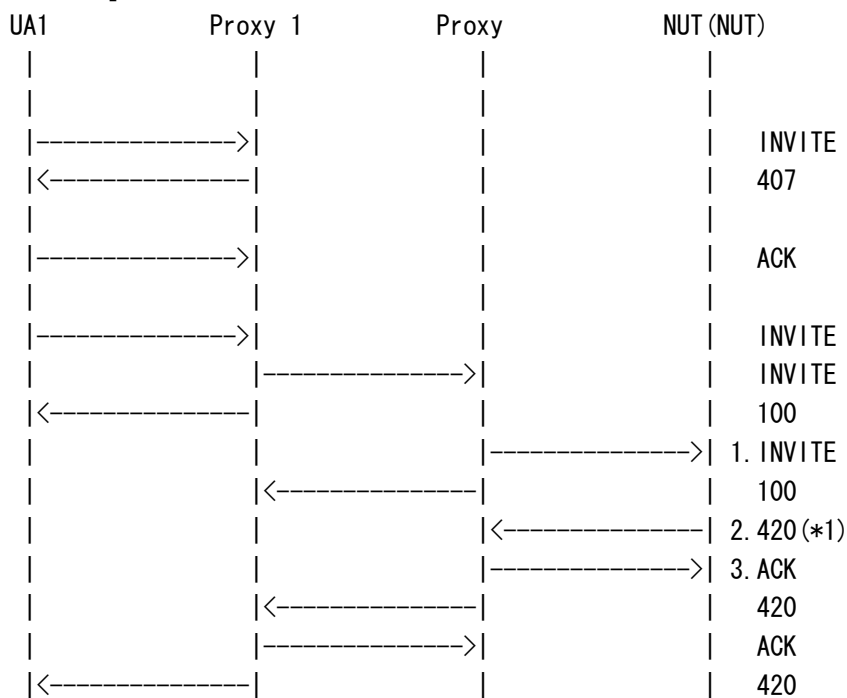 UA1 Proxy 1 Proxy NUT(NUT)
| | | |
| | | |
|--------------->| | | INVITE
|<---------------| | | 407
| | | |
|--------------->| | | ACK
| | | |
|--------------->| | | INVITE
| |--------------->| | INVITE
|<---------------| | | 100
| | |--------------->| 1.INVITE
| |<---------------| | 100
| | |<---------------| 2.420(*1)
| | |--------------->| 3.ACK
| |<---------------| | 420
| |--------------->| | ACK
|<---------------| | | 420